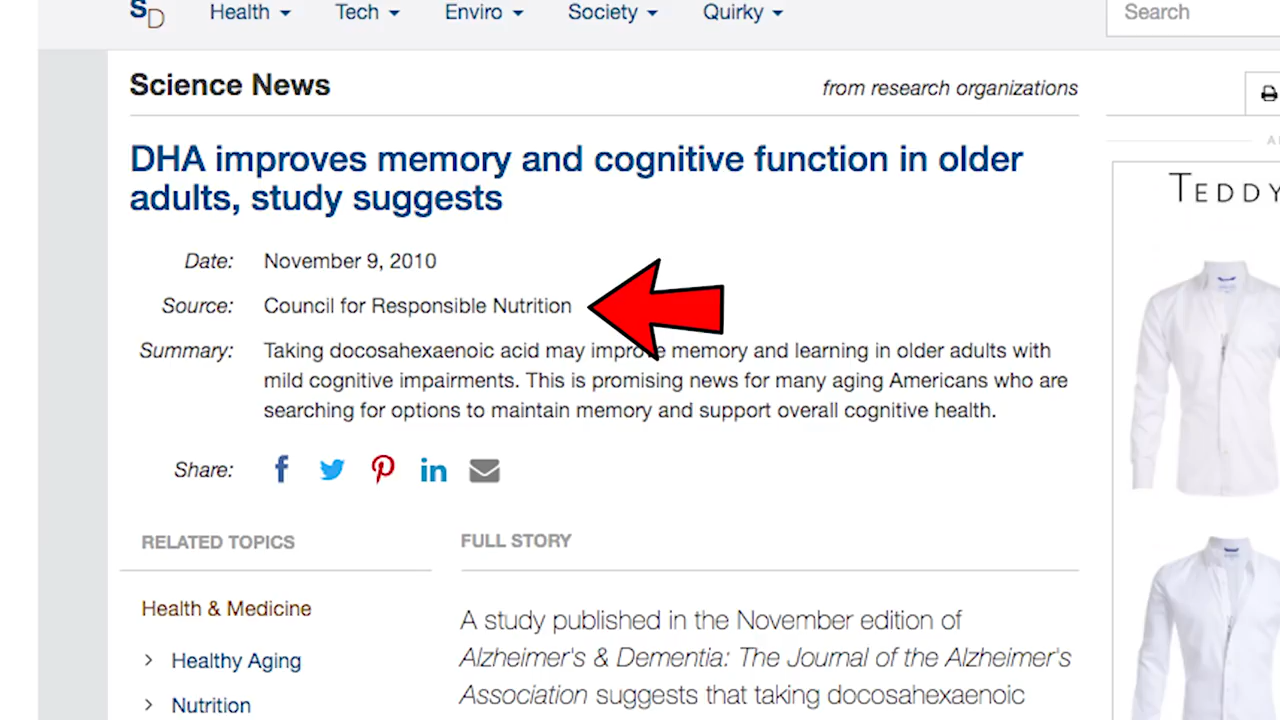 SD
Health Tech Enviro Society Quirky Search
Science News from research organizations
DHA improves memory and cognitive function in older
adults, study suggests
Date: November 9, 2010
Source: Council for Responsible Nutrition
Summary: Taking docosahexaenoic acid may improve memory and learning in older adults with
mild cognitive impairments. This is promising news for many aging Americans who are
searching for options to maintain memory and support overall cognitive health.
Share:
RELATED TOPICS
Health & Medicine
> Healthy Aging
> Nutrition
FULL STORY
A study published in the November edition of
Alzheimer's & Dementia: The Journal of the Alzheimer's
Association suggests that taking docosahexaenoic
TEDDY